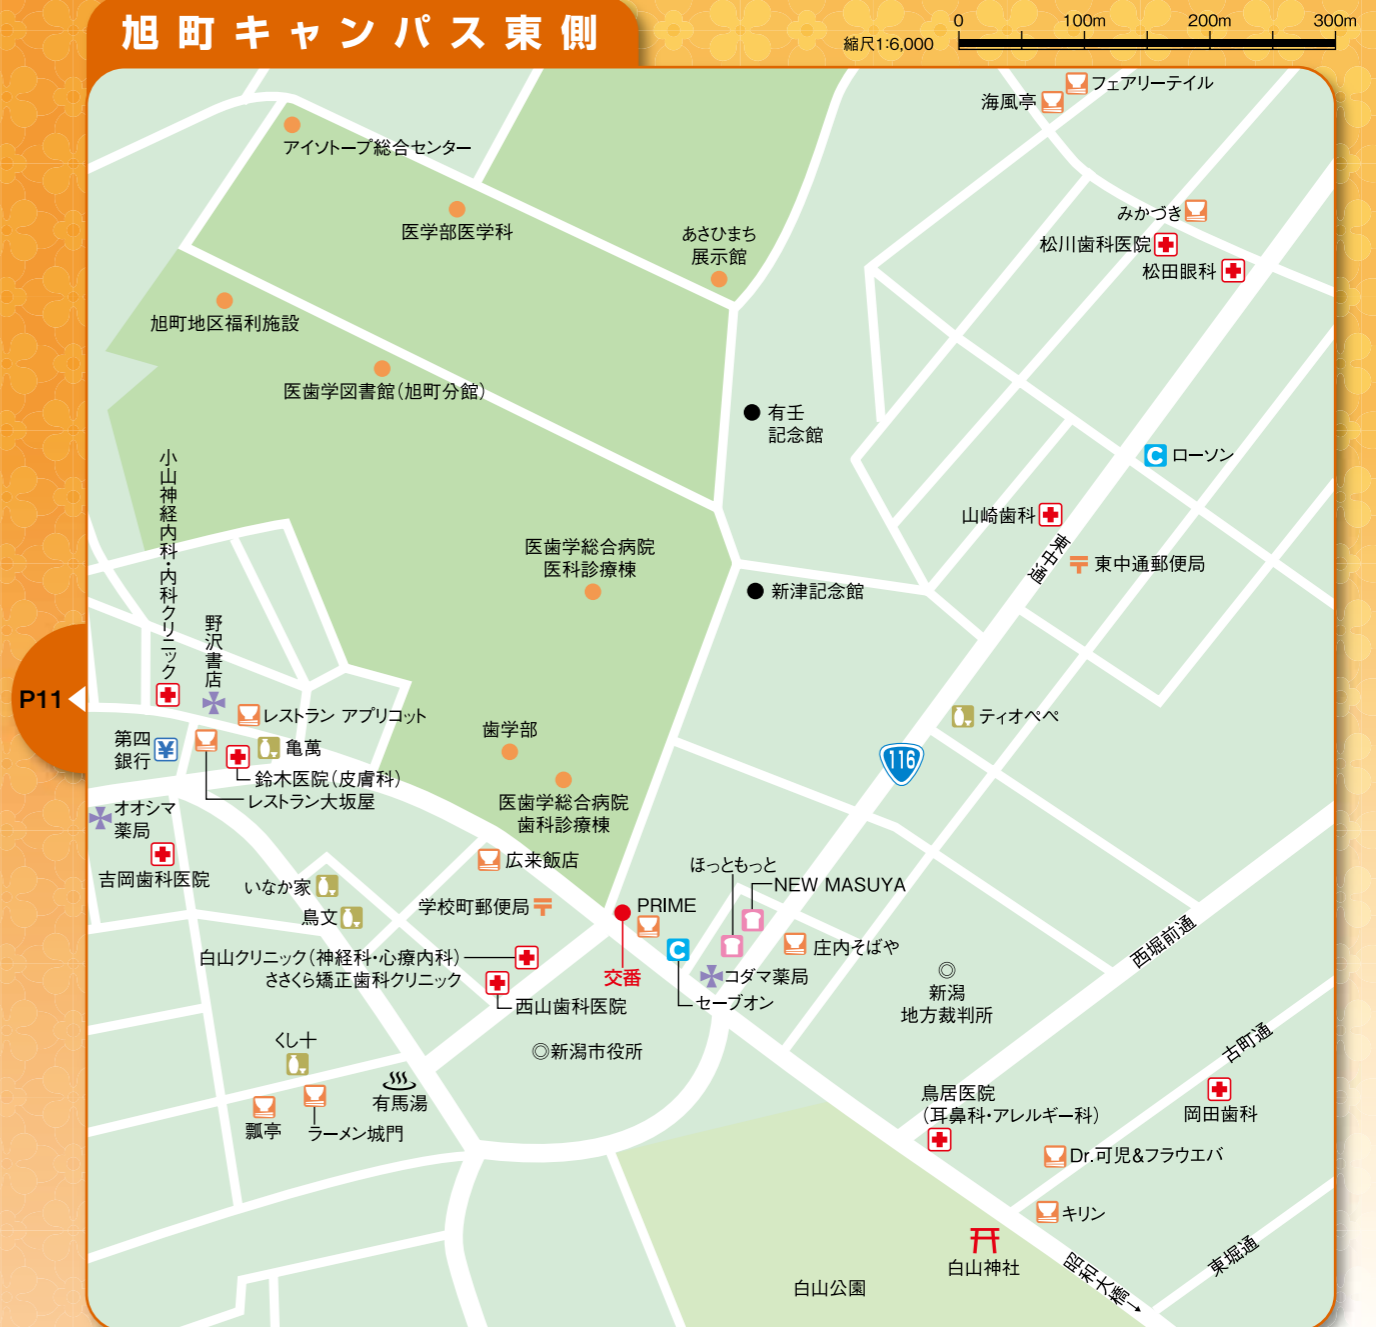 旭町キャンパス東側
0 100m 200m 300m
縮尺1:6,000
フェアリーテイル
海風亭
アイソトープ総合センター
医学部医学科
みかづき
あさひまち
展示館
松川歯科医院
松田眼科
旭町地区福利施設
医歯学図書館(旭町分館)
有壬
記念館
ローソン
小山神経内科・内科クリニック
山崎歯科
東中通
東中通郵便局
医歯学総合病院
医科診療棟
新津記念館
野沢書店
P11
レストラン アプリコット
ティオペペ
歯学部
第四
銀行
¥
亀萬
116
鈴木医院(皮膚科)
レストラン大坂屋
医歯学総合病院
歯科診療棟
オオシマ
薬局
吉岡歯科医院
広来飯店
ほっともっと
NEW MASUYA
いなか家
鳥文
学校町郵便局
PRIME
C
C
庄内そばや
西堀前通
白山クリニック(神経科・心療内科)
ささくら矯正歯科クリニック
交番
コダマ薬局
セーブオン
西山歯科医院
◎
新潟
地方裁判所
くし十
◎新潟市役所
古町通
有馬湯
鳥居医院
(耳鼻科・アレルギー科)
岡田歯科
瓢亭
ラーメン城門
Dr.可児&フラウエバ
キリン
白山神社
東堀通
昭和大橋→
白山公園